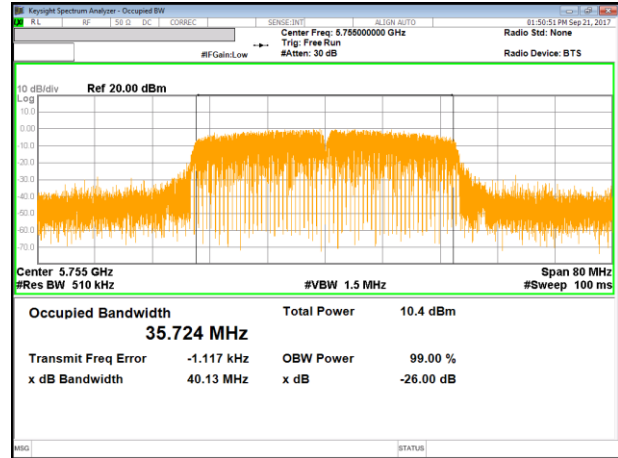 Keysight Spectrum Analyzer - Occupied BW
RL RF 50 Ω DC CORREC SENSE:INT ALIGN AUTO 01:50:51 PM Sep 21, 2017
Center Freq: 5.755000000 GHz Radio Std: None
Trig: Free Run
#IFGain:Low #Atten: 30 dB Radio Device: BTS
10 dB/div Ref 20.00 dBm
Log
10.0
0.00
-10.0
-20.0
-30.0
-40.0
-50.0
-60.0
-70.0
Center 5.755 GHz Span 80 MHz
#Res BW 510 kHz #VBW 1.5 MHz #Sweep 100 ms
Occupied Bandwidth Total Power 10.4 dBm
35.724 MHz
Transmit Freq Error -1.117 kHz OBW Power 99.00 %
x dB Bandwidth 40.13 MHz x dB -26.00 dB
MSG STATUS